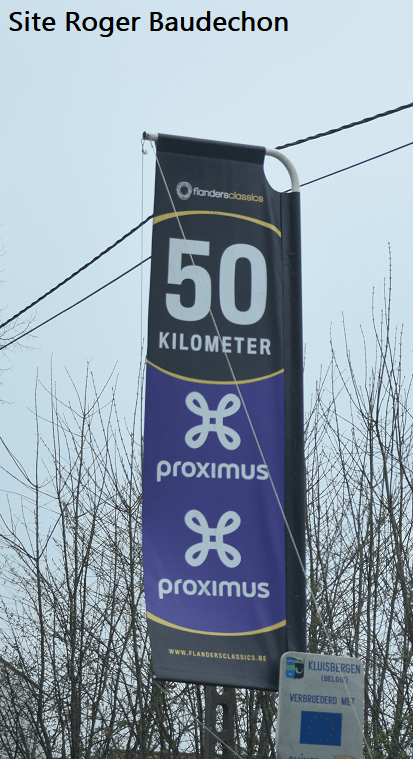 Site Roger Baudechon
flandersclassics
50
KILOMETER
proximus
proximus
WWW.FLANDERSCLASSICS.BE
KLUISBERGEN
(BELGIË)
VERBROEDERD MET